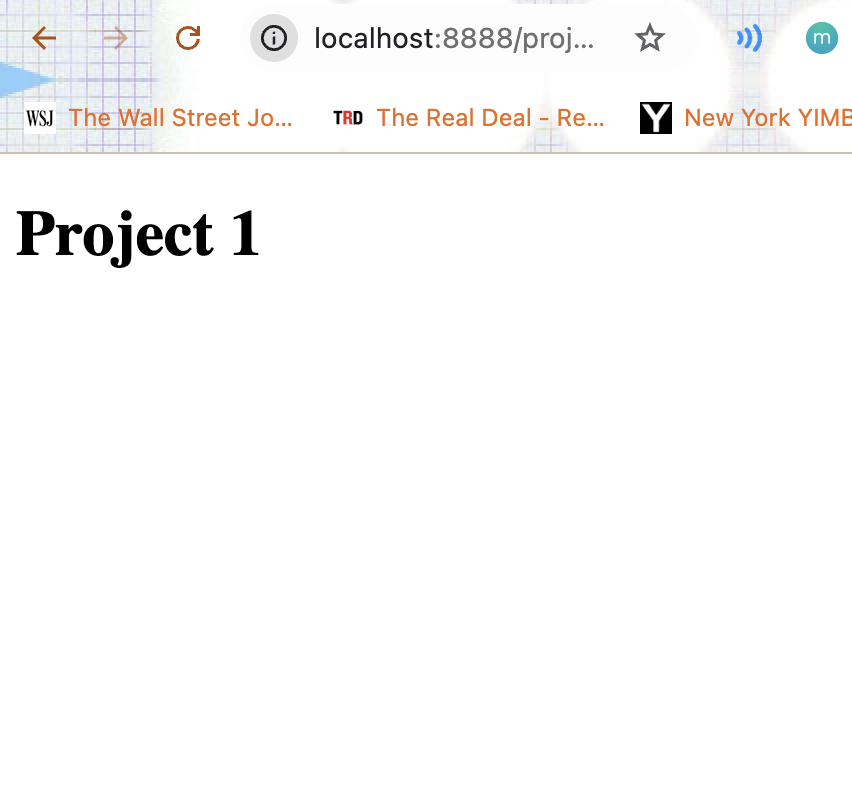 localhost:8888/proj...
m
WSJ The Wall Street Jo... TRD The Real Deal - Re... Y New York YIMB
Project 1